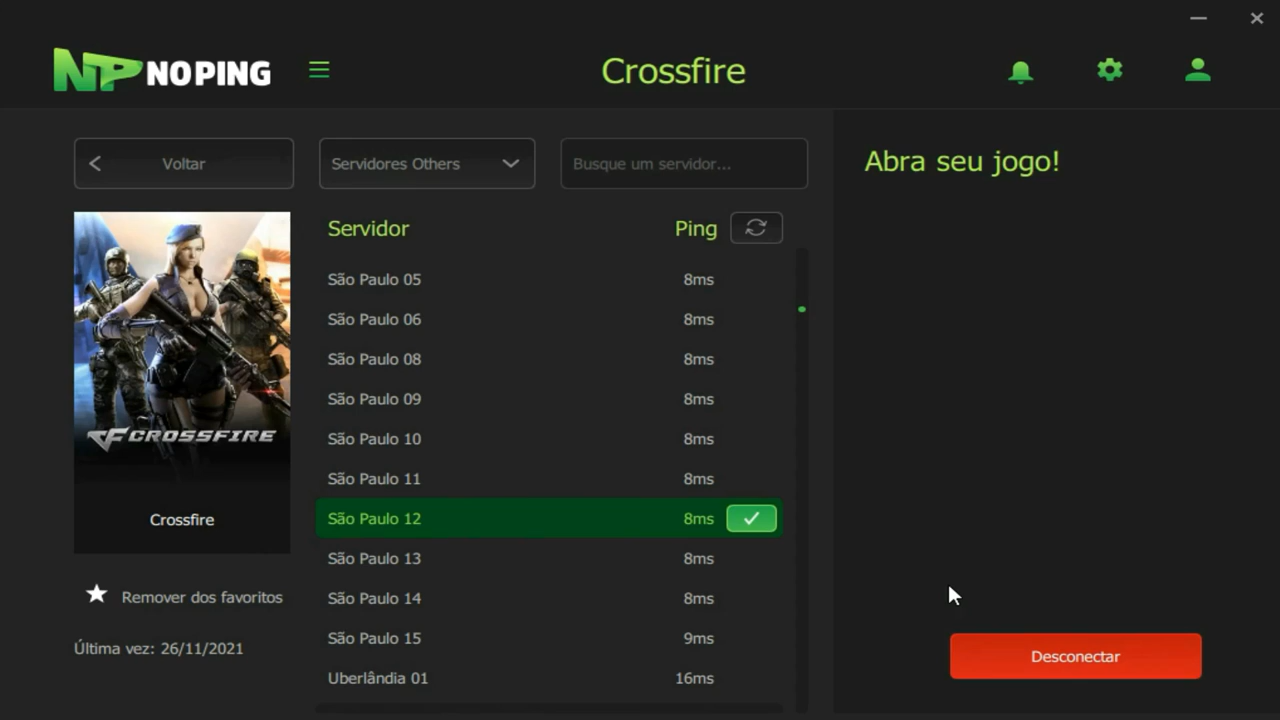 NP NOPING
Crossfire
Voltar
Servidores Others
Busque um servidor...
Abra seu jogo!
Servidor Ping
São Paulo 05 8ms
São Paulo 06 8ms
São Paulo 08 8ms
São Paulo 09 8ms
São Paulo 10 8ms
São Paulo 11 8ms
São Paulo 12 8ms
São Paulo 13 8ms
São Paulo 14 8ms
São Paulo 15 9ms
Uberlândia 01 16ms
CF CROSSFIRE
Crossfire
Remover dos favoritos
Última vez: 26/11/2021
Desconectar